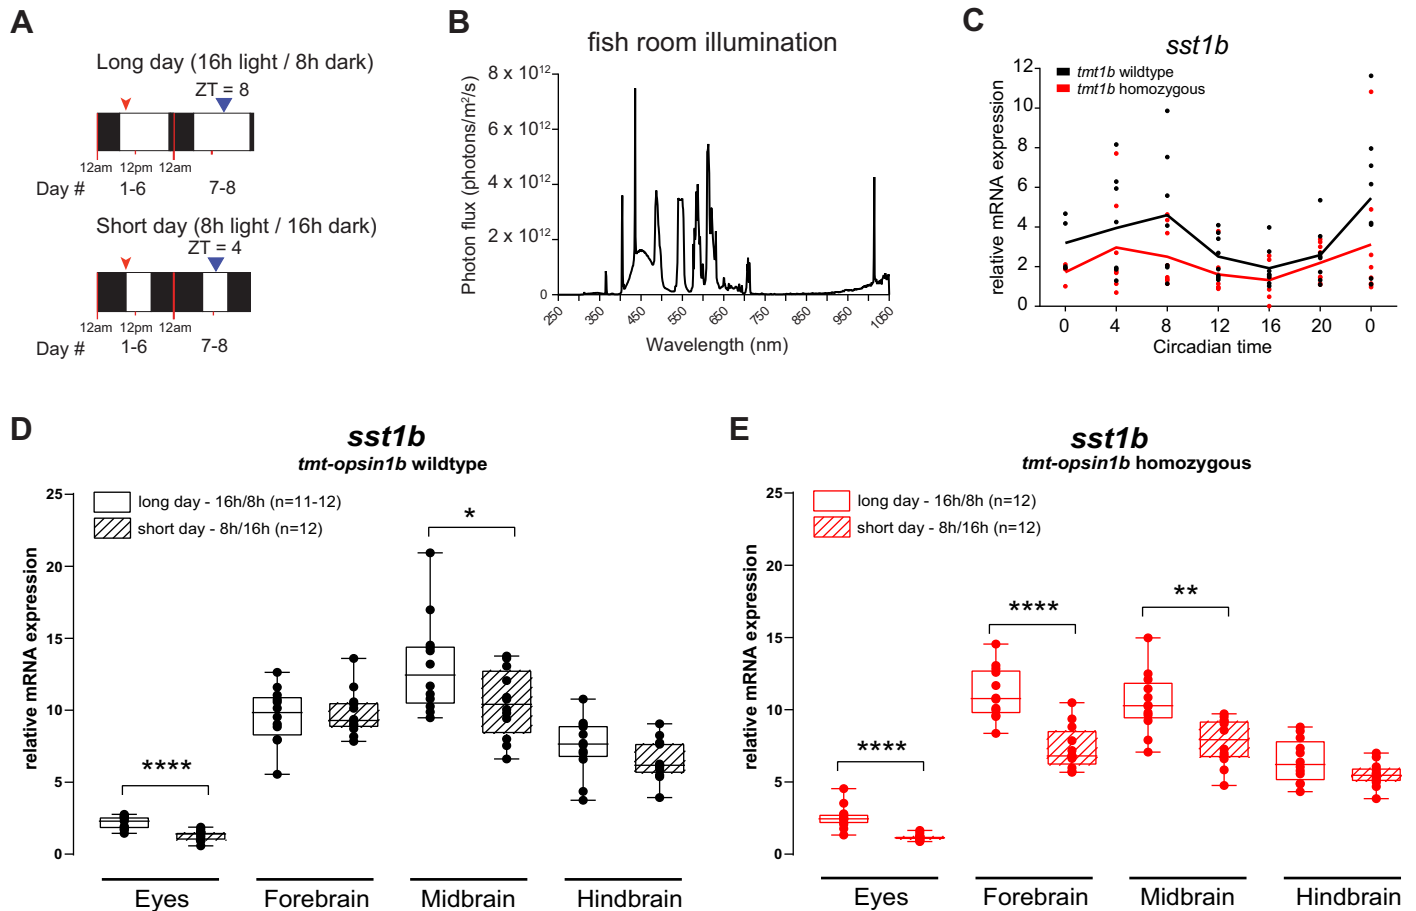 A
Long day (16h light / 8h dark)
ZT = 8
12am 12pm 12am
Day # 1-6 7-8
Short day (8h light / 16h dark)
ZT = 4
12am 12pm 12am
Day # 1-6 7-8
B
fish room illumination
Photon flux (photons/m²/s)
8 x 10¹²
6 x 10¹²
4 x 10¹²
2 x 10¹²
0
250 350 450 550 650 750 850 950 1050
Wavelength (nm)
C
sst1b
tmt1b wildtype
tmt1b homozygous
relative mRNA expression
12
10
8
6
4
2
0
0 4 8 12 16 20 0
Circadian time
D
sst1b
tmt-opsin1b wildtype
long day - 16h/8h (n=11-12)
short day - 8h/16h (n=12)
relative mRNA expression
25
20
15
10
5
0
****
*
Eyes Forebrain Midbrain Hindbrain
E
sst1b
tmt-opsin1b homozygous
long day - 16h/8h (n=12)
short day - 8h/16h (n=12)
relative mRNA expression
25
20
15
10
5
0
****
****
**
Eyes Forebrain Midbrain Hindbrain